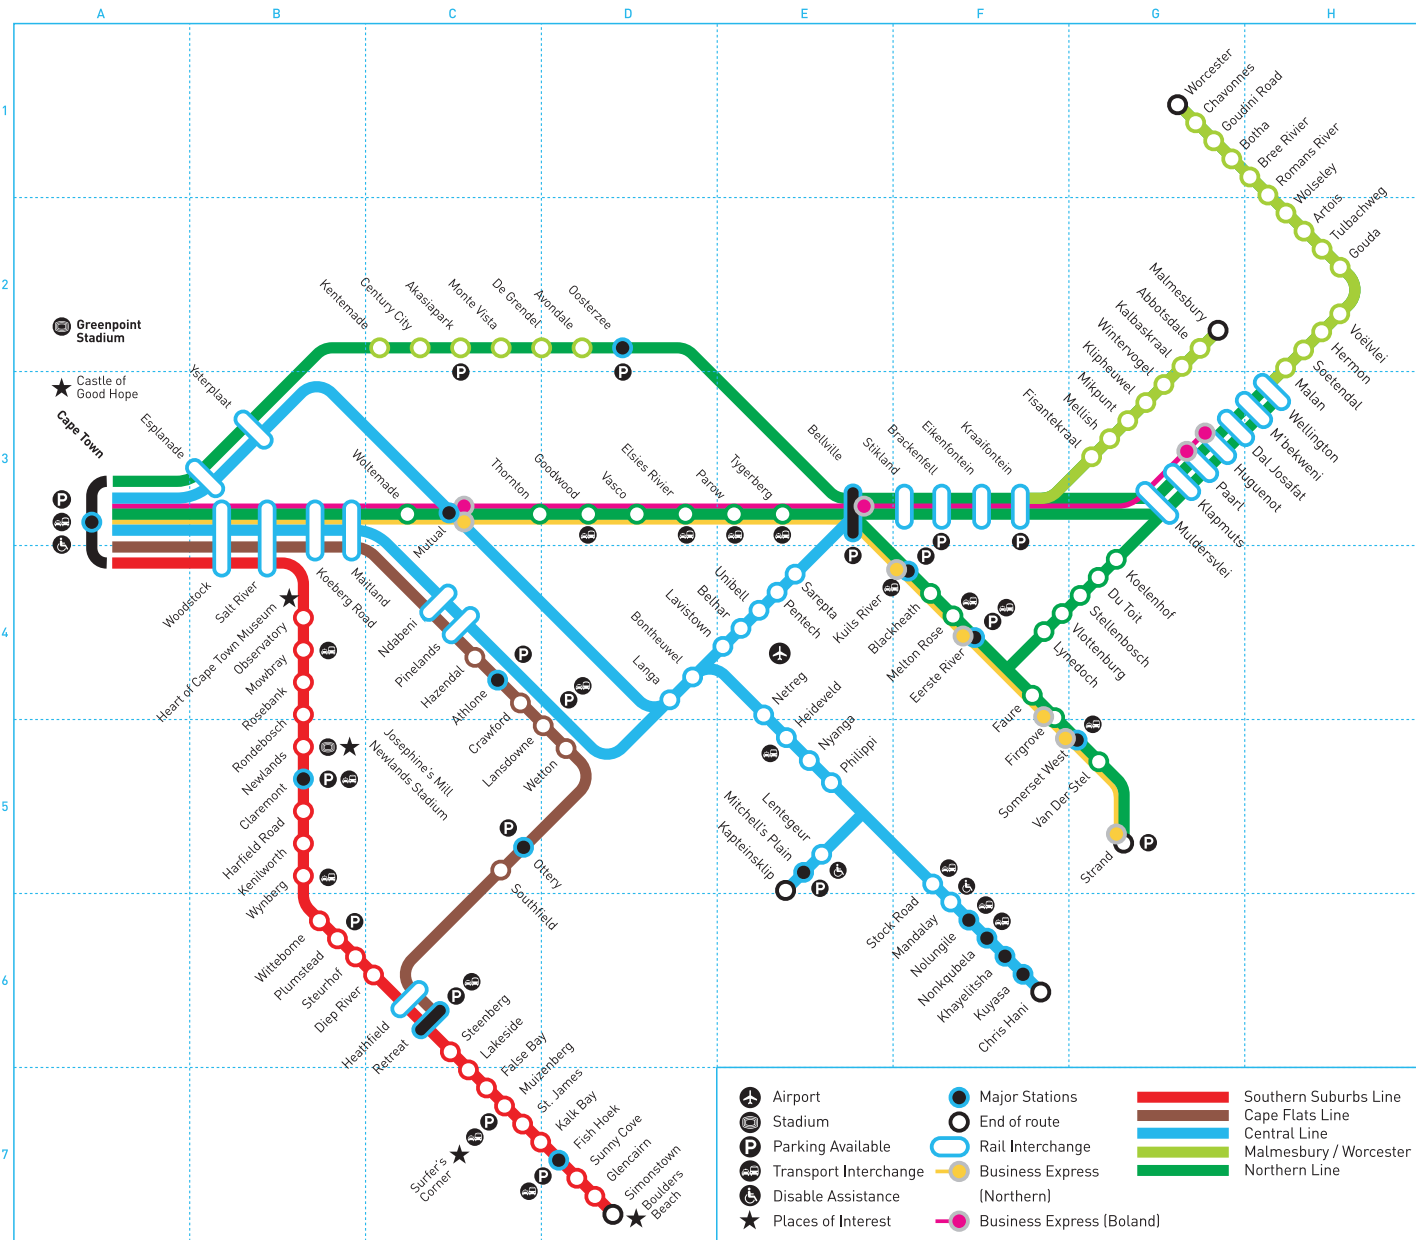 A
B
C
D
E
F
G
H
1
2
3
4
5
6
7
Worcester
Chavonnes
Goudini Road
Botha
Bree Rivier
Romans River
Wolseley
Artois
Tulbachweg
Gouda
Voëlvlei
Hermon
Soetendal
Malan
Wellington
M'bekweni
Dal Josafat
Huguenot
Paarl
Klapmuts
Muldersvlei
Malmesbury
Abbotsdale
Kalbaskraal
Wintervogel
Klipheuwel
Mikpunt
Mellish
Fisantekraal
Kentemade
Century City
Akasiapark
Monte Vista
De Grendel
Avondale
Oosterzee
Greenpoint
Stadium
Castle of
Good Hope
Cape Town
Esplanade
Ysterplaat
Woltemade
Mutual
Thornton
Goodwood
Vasco
Elsies Rivier
Parow
Tygerberg
Bellville
Stikland
Brackenfell
Eikenfontein
Kraaifontein
Woodstock
Salt River
Koeberg Road
Maitland
Ndabeni
Pinelands
Hazendal
Athlone
Crawford
Lansdowne
Wetton
Ottery
Southfield
Heart of Cape Town Museum
Observatory
Mowbray
Rosebank
Rondebosch
Newlands
Josephine's Mill
Newlands Stadium
Claremont
Harfield Road
Kenilworth
Wynberg
Wittebome
Plumstead
Steurhof
Diep River
Heathfield
Retreat
Steenberg
Lakeside
False Bay
Muizenberg
St. James
Kalk Bay
Fish Hoek
Sunny Cove
Glencairn
Simonstown
Boulders
Beach
Surfer's
Corner
Langa
Bontheuwel
Lavistown
Belhar
Unibell
Pentech
Sarepta
Netreg
Heideveld
Nyanga
Philippi
Lentegeur
Mitchell's Plain
Kapteinsklip
Stock Road
Mandalay
Nolungile
Nonkqubela
Khayelitsha
Kuyasa
Chris Hani
Kuils River
Blackheath
Melton Rose
Eerste River
Koelenhof
Du Toit
Stellenbosch
Vlottenburg
Lynedoch
Faure
Firgrove
Somerset West
Van Der Stel
Strand
Airport
Stadium
P Parking Available
Transport Interchange
Disable Assistance
Places of Interest
Major Stations
End of route
Rail Interchange
Business Express
(Northern)
Business Express (Boland)
Southern Suburbs Line
Cape Flats Line
Central Line
Malmesbury / Worcester
Northern Line